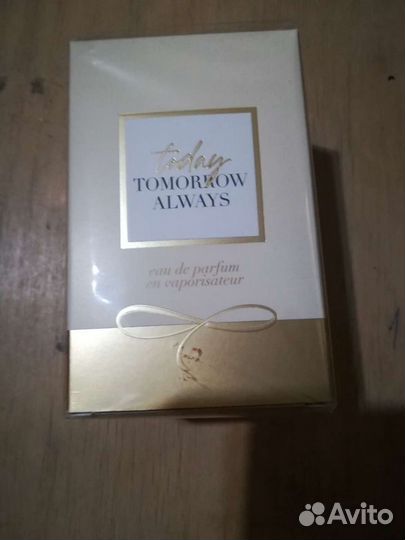 today
TOMORROW
ALWAYS
eau de parfum
en vaporisateur
Avito